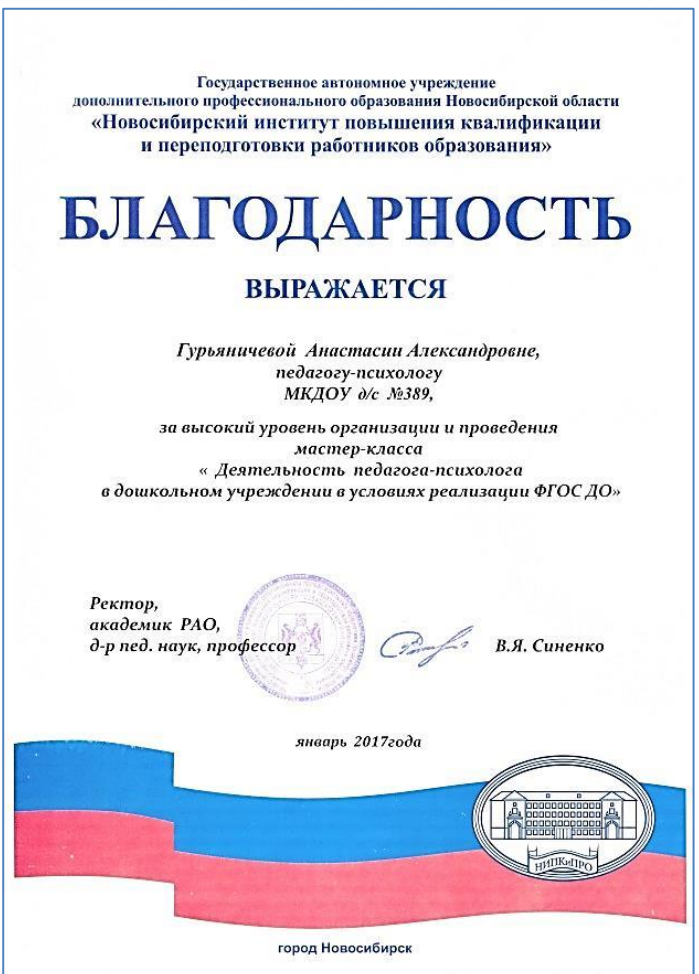 Государственное автономное учреждение
дополнительного профессионального образования Новосибирской области
«Новосибирский институт повышения квалификации
и переподготовки работников образования»
БЛАГОДАРНОСТЬ
ВЫРАЖАЕТСЯ
Гурьяничевой Анастасии Александровне,
педагогу-психологу
МКДОУ д/с №389,
за высокий уровень организации и проведения
мастер-класса
« Деятельность педагога-психолога
в дошкольном учреждении в условиях реализации ФГОС ДО»
Ректор,
академик РАО,
д-р пед. наук, профессор
В.Я. Синенко
январь 2017года
НИПКиПРО
город Новосибирск